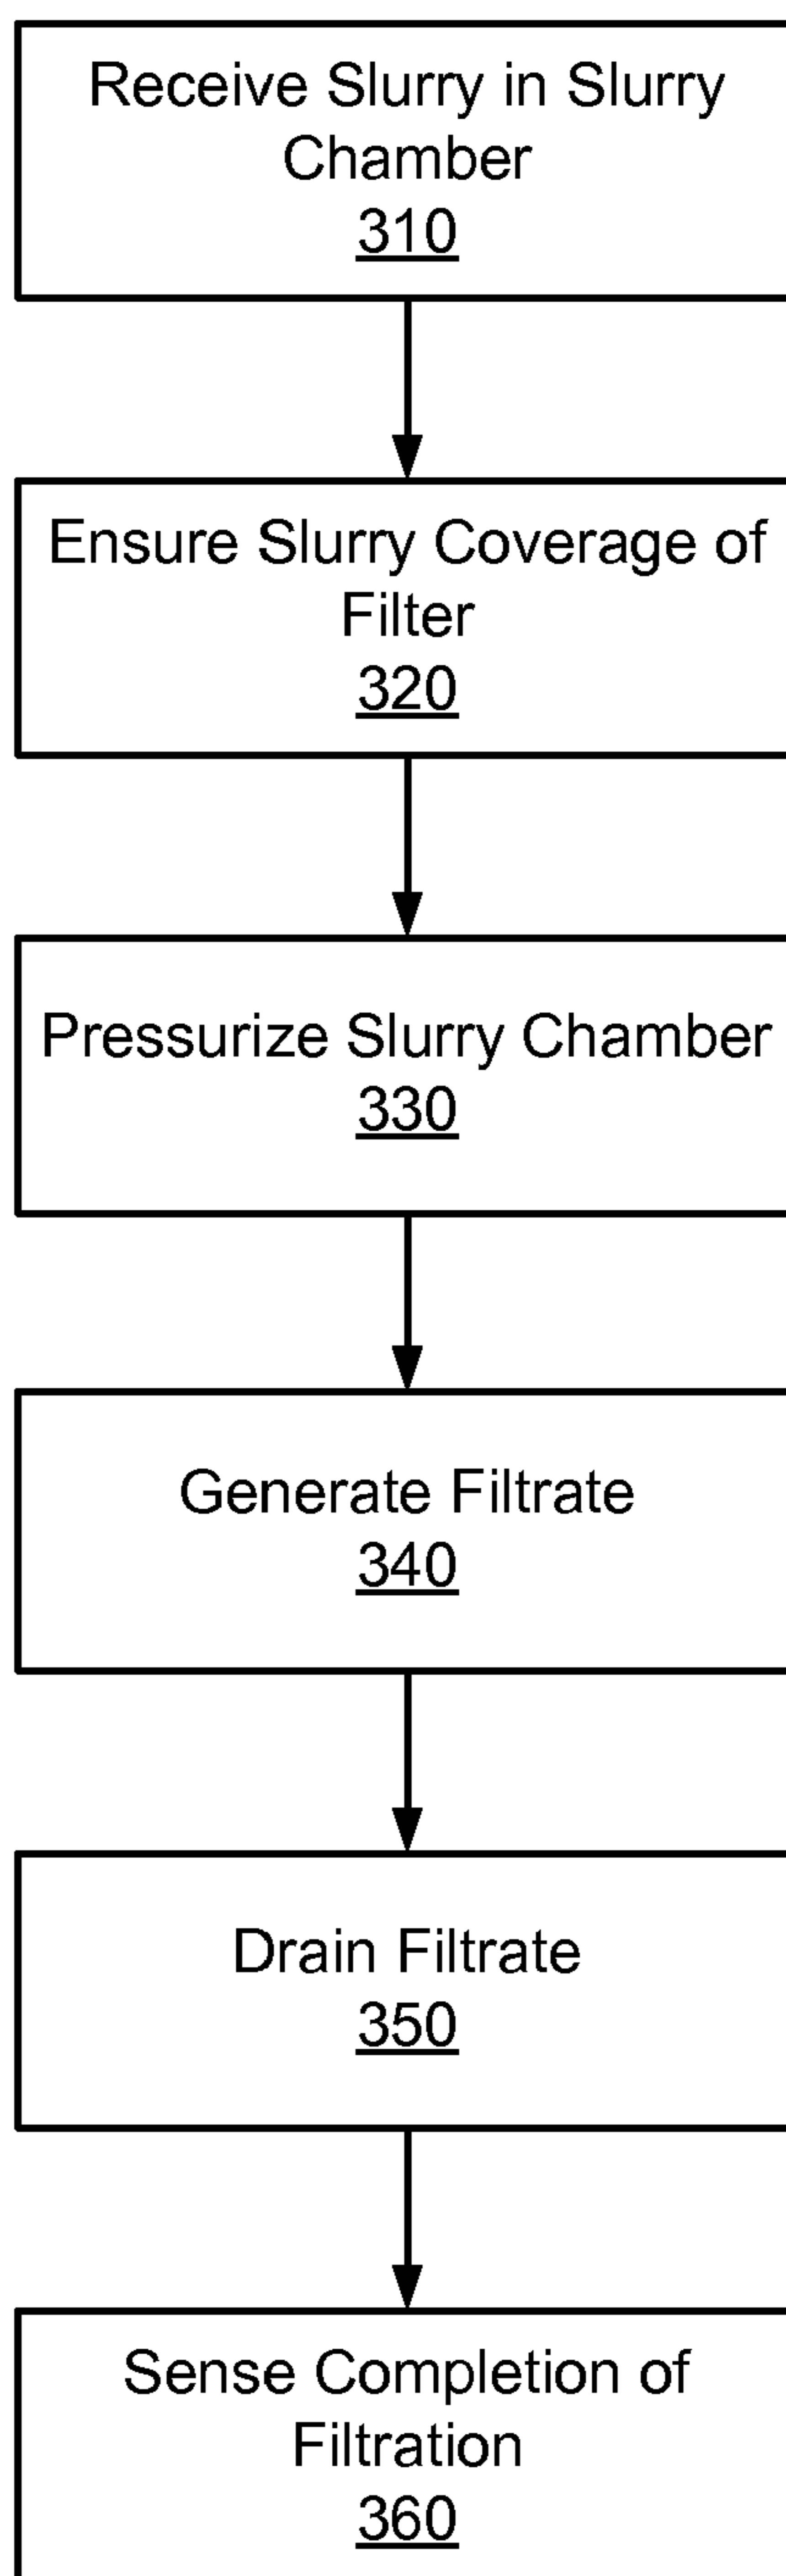 Receive Slurry in Slurry
Chamber
310
Ensure Slurry Coverage of
Filter
320
Pressurize Slurry Chamber
330
Generate Filtrate
340
Drain Filtrate
350
Sense Completion of
Filtration
360